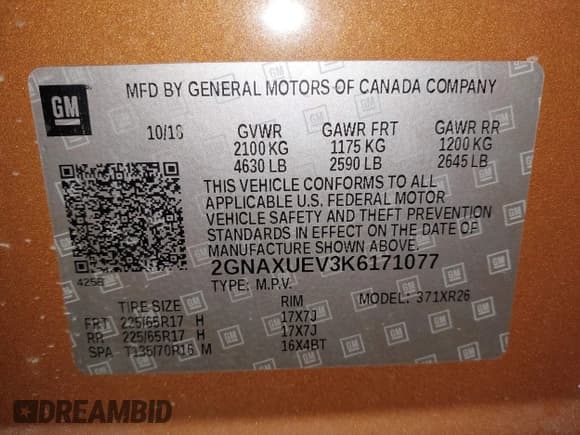 GM
MFD BY GENERAL MOTORS OF CANADA COMPANY
10/18 GVWR GAWR FRT GAWR RR
2100 KG 1175 KG 1200 KG
4630 LB 2590 LB 2645 LB
THIS VEHICLE CONFORMS TO ALL
APPLICABLE U.S. FEDERAL MOTOR
VEHICLE SAFETY AND THEFT PREVENTION
STANDARDS IN EFFECT ON THE DATE OF
MANUFACTURE SHOWN ABOVE.
2GNAXUEV3K6171077
TYPE: M.P.V. MODEL: 371XR26
TIRE SIZE RIM
FRT 225/65R17 H 17X7J
RR 225/65R17 H 17X7J
SPA T135/70R16 M 16X4BT
DREAMBID